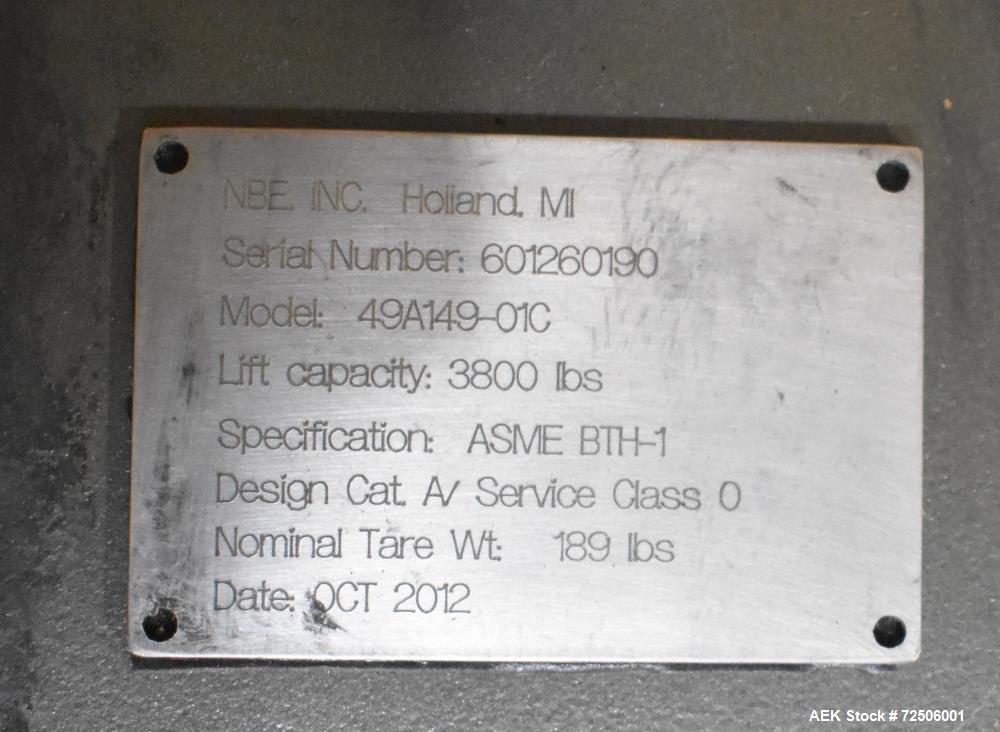 NBE. INC. Holland, MI
Serial Number: 601260190
Model: 49A149-01C
Lift capacity: 3800 lbs
Specification: ASME BTH-1
Design Cat. A/ Service Class 0
Nominal Tare Wt: 189 lbs
Date: OCT 2012
AEK Stock # 72506001